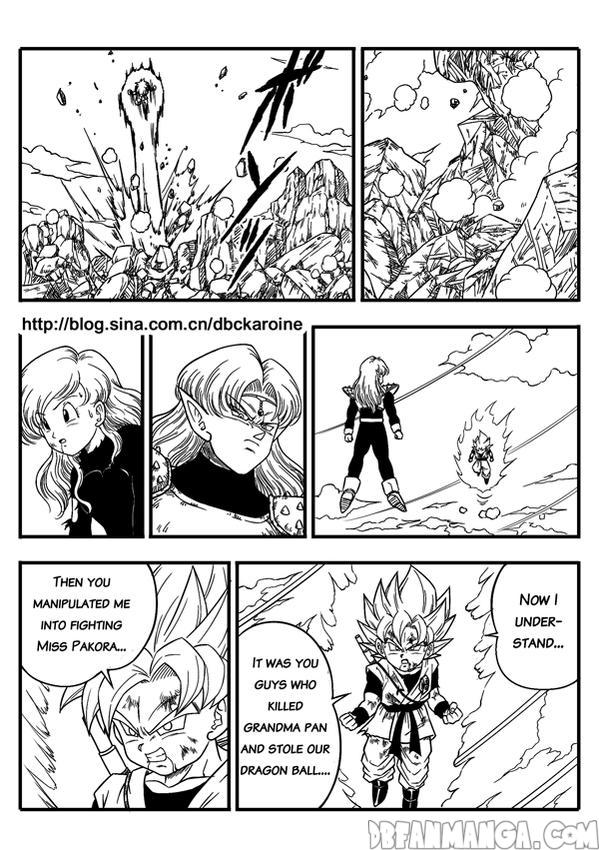 http://blog.sina.com.cn/dbckaroine
NOW I
UNDER-
STAND...
IT WAS YOU
GUYS WHO
KILLED
GRANDMA PAN
AND STOLE OUR
DRAGON BALL....
THEN YOU
MANIPULATED ME
INTO FIGHTING
MISS PAKORA...
DBFANMANGA.COM